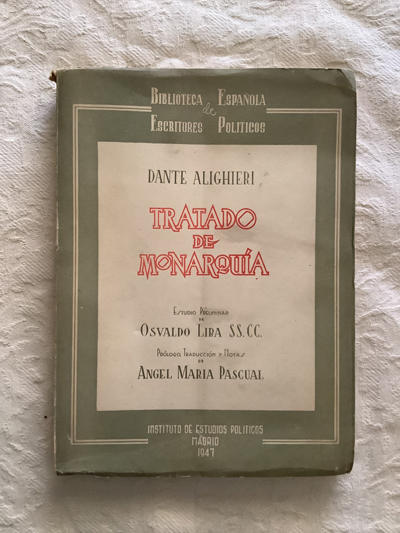 BIBLIOTECA ESPAÑOLA
de
ESCRITORES POLITICOS
DANTE ALIGHIERI
TRATADO
DE
MONARQUÍA
ESTUDIO PRELIMINAR
DE
OSVALDO LIRA SS.CC.
PRÓLOGO, TRADUCCIÓN Y NOTAS
DE
ANGEL MARIA PASCUAL
INSTITUTO DE ESTUDIOS POLITICOS
MADRID
1947